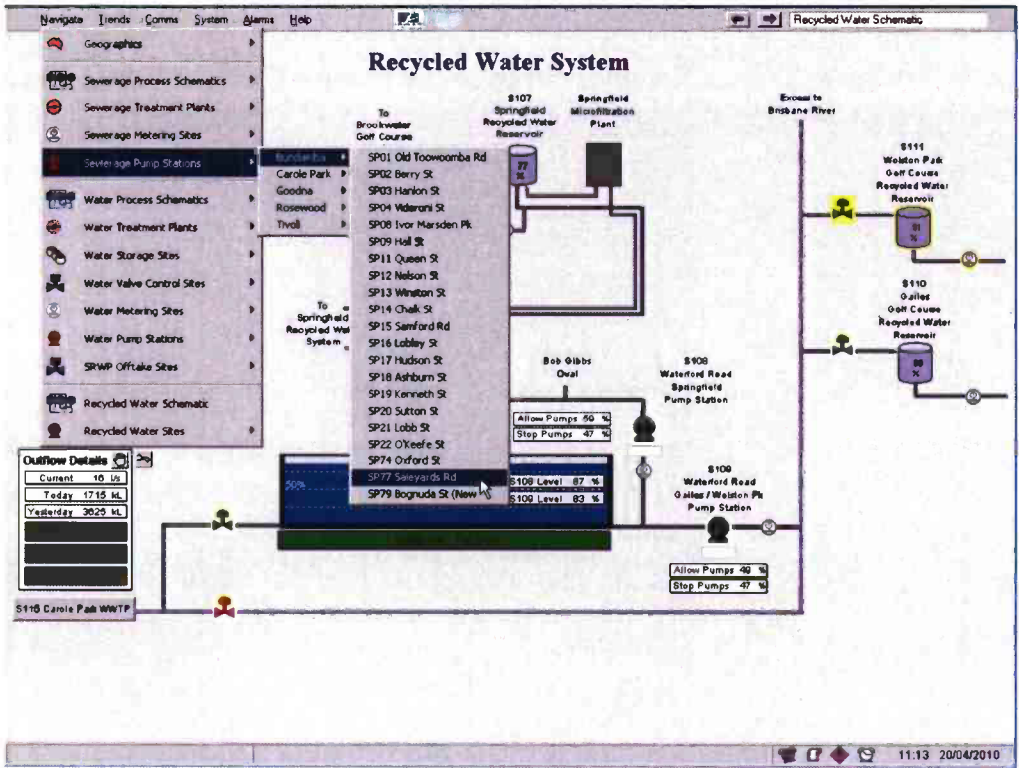 Navigate Trends Comms System Alarms Help
Recycled Water Schematic
Geographics
Sewerage Process Schematics
Sewerage Treatment Plants
Sewerage Metering Sites
Sewerage Pump Stations
Water Process Schematics
Water Treatment Plants
Water Storage Sites
Water Valve Control Sites
Water Metering Sites
Water Pump Stations
SRWP Offtake Sites
Recycled Water Schematic
Recycled Water Sites
Bundamba
Carole Park
Goodna
Rosewood
Tivoli
SP01 Old Toowoomba Rd
SP02 Berry St
SP03 Hanlon St
SP04 Videroni St
SP08 Ivor Marsden Pk
SP09 Hall St
SP11 Queen St
SP12 Nelson St
SP13 Winston St
SP14 Chalk St
SP15 Samford Rd
SP16 Lobley St
SP17 Hudson St
SP18 Ashburn St
SP19 Kenneth St
SP20 Sutton St
SP21 Lobb St
SP22 O'Keefe St
SP74 Oxford St
SP77 Saleyards Rd
SP79 Bognuda St (New
Recycled Water System
To
Brookwater
Golf Course
S107
Springfield
Recycled Water
Reservoir
77
%
Springfield
Microfiltration
Plant
Excess to
Brisbane River
S111
Wolston Park
Golf Course
Recycled Water
Reservoir
%
S110
Gailes
Golf Course
Recycled Water
Reservoir
%
To
Springfield
Recycled Wat
System
Bob Gibbs
Oval
S108
Waterford Road
Springfield
Pump Station
Allow Pumps 50 %
Stop Pumps 47 %
50%
S108 Level 87 %
S109 Level 83 %
S109
Waterford Road
Gailes / Wolston Pk
Pump Station
Allow Pumps 49 %
Stop Pumps 47 %
Outflow Details
Current 16 l/s
Today 1715 kL
Yesterday 3625 kL
S115 Carole Park WWTP
11:13 20/04/2010